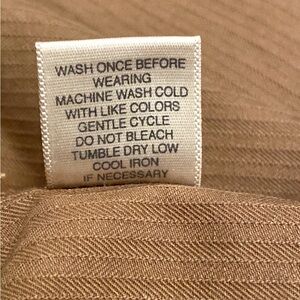 WASH ONCE BEFORE
WEARING
MACHINE WASH COLD
WITH LIKE COLORS
GENTLE CYCLE
DO NOT BLEACH
TUMBLE DRY LOW
COOL IRON
IF NECESSARY